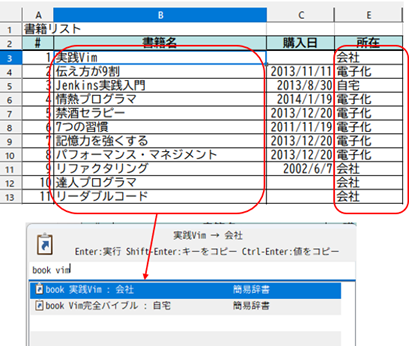 A B C E
1 書籍リスト
2 # 書籍名 購入日 所在
3 1 実践Vim 会社
4 2 伝え方が9割 2013/11/11 電子化
5 3 Jenkins実践入門 2013/8/30 自宅
6 4 情熱プログラマ 2014/1/19 電子化
7 5 禁酒セラピー 2013/12/20 電子化
8 6 7つの習慣 2011/11/19 電子化
9 7 記憶力を強くする 2013/12/20 電子化
10 8 パフォーマンス・マネジメント 2013/12/20 電子化
11 9 リファクタリング 2002/6/7 会社
12 10 達人プログラマ 会社
13 11 リーダブルコード 会社
実践Vim → 会社
Enter:実行 Shift-Enter:キーをコピー Ctrl-Enter:値をコピー
book vim
book 実践Vim : 会社 簡易辞書
book Vim完全バイブル : 自宅 簡易辞書